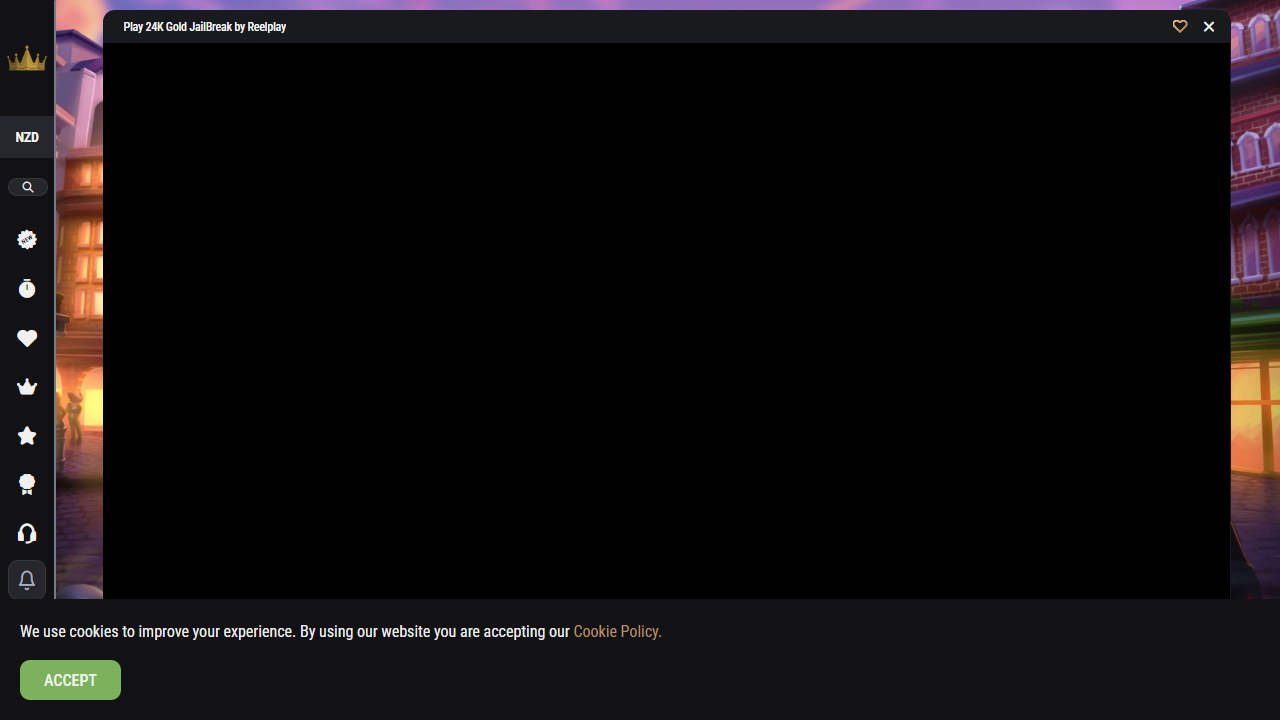 Play 24K Gold JailBreak by Reelplay
NZD
NEW
We use cookies to improve your experience. By using our website you are accepting our Cookie Policy.
ACCEPT